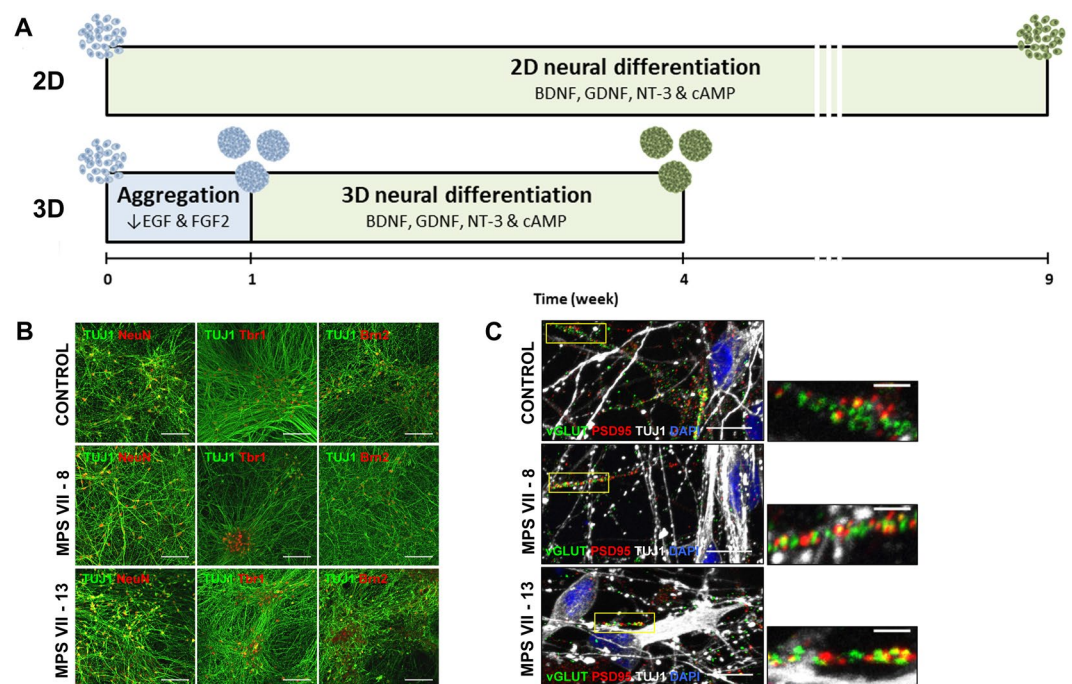 A
2D
2D neural differentiation
BDNF, GDNF, NT-3 & cAMP
3D
Aggregation
↓EGF & FGF2
3D neural differentiation
BDNF, GDNF, NT-3 & cAMP
0 1 4 9
Time (week)
B
CONTROL
TUJ1 NeuN
TUJ1 Tbr1
TUJ1 Brn2
MPS VII - 8
TUJ1 NeuN
TUJ1 Tbr1
TUJ1 Brn2
MPS VII - 13
TUJ1 NeuN
TUJ1 Tbr1
TUJ1 Brn2
C
CONTROL
vGLUT PSD95 TUJ1 DAPI
MPS VII - 8
vGLUT PSD95 TUJ1 DAPI
MPS VII - 13
vGLUT PSD95 TUJ1 DAPI